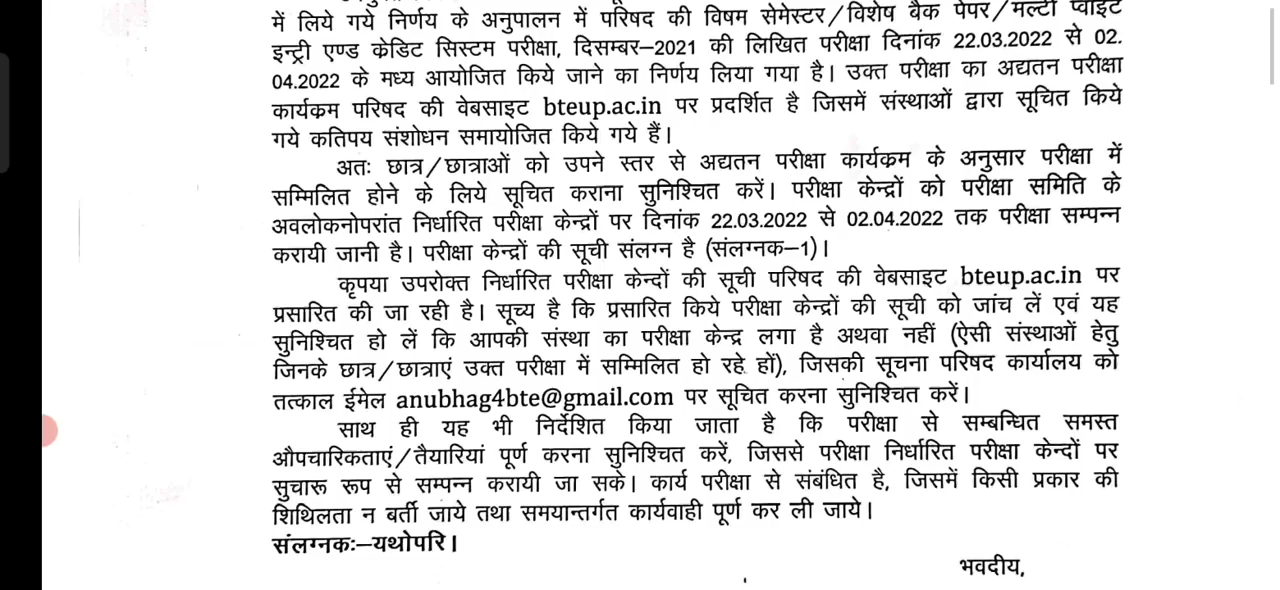 में लिये गये निर्णय के अनुपालन में परिषद की विषम सेमेस्टर/विशेष बैक पेपर/मल्टी प्वाइंट
इन्ट्री एण्ड क्रेडिट सिस्टम परीक्षा, दिसम्बर–2021 की लिखित परीक्षा दिनांक 22.03.2022 से 02.
04.2022 के मध्य आयोजित किये जाने का निर्णय लिया गया है। उक्त परीक्षा का अद्यतन परीक्षा
कार्यक्रम परिषद की वेबसाइट bteup.ac.in पर प्रदर्शित है जिसमें संस्थाओं द्वारा सूचित किये
गये कतिपय संशोधन समायोजित किये गये हैं।
अतः छात्र/छात्राओं को उपने स्तर से अद्यतन परीक्षा कार्यक्रम के अनुसार परीक्षा में
सम्मिलित होने के लिये सूचित कराना सुनिश्चित करें। परीक्षा केन्द्रों को परीक्षा समिति के
अवलोकनोपरांत निर्धारित परीक्षा केन्द्रों पर दिनांक 22.03.2022 से 02.04.2022 तक परीक्षा सम्पन्न
करायी जानी है। परीक्षा केन्द्रों की सूची संलग्न है (संलग्नक–1)।
कृपया उपरोक्त निर्धारित परीक्षा केन्दों की सूची परिषद की वेबसाइट bteup.ac.in पर
प्रसारित की जा रही है। सूच्य है कि प्रसारित किये परीक्षा केन्द्रों की सूची को जांच लें एवं यह
सुनिश्चित हो लें कि आपकी संस्था का परीक्षा केन्द्र लगा है अथवा नहीं (ऐसी संस्थाओं हेतु
जिनके छात्र/छात्राएं उक्त परीक्षा में सम्मिलित हो रहे हों), जिसकी सूचना परिषद कार्यालय को
तत्काल ईमेल anubhag4bte@gmail.com पर सूचित करना सुनिश्चित करें।
साथ ही यह भी निर्देशित किया जाता है कि परीक्षा से सम्बन्धित समस्त
औपचारिकताएं/तैयारियां पूर्ण करना सुनिश्चित करें, जिससे परीक्षा निर्धारित परीक्षा केन्दों पर
सुचारू रूप से सम्पन्न करायी जा सके। कार्य परीक्षा से संबंधित है, जिसमें किसी प्रकार की
शिथिलता न बर्ती जाये तथा समयान्तर्गत कार्यवाही पूर्ण कर ली जाये।
संलग्नकः–यथोपरि।
भवदीय,